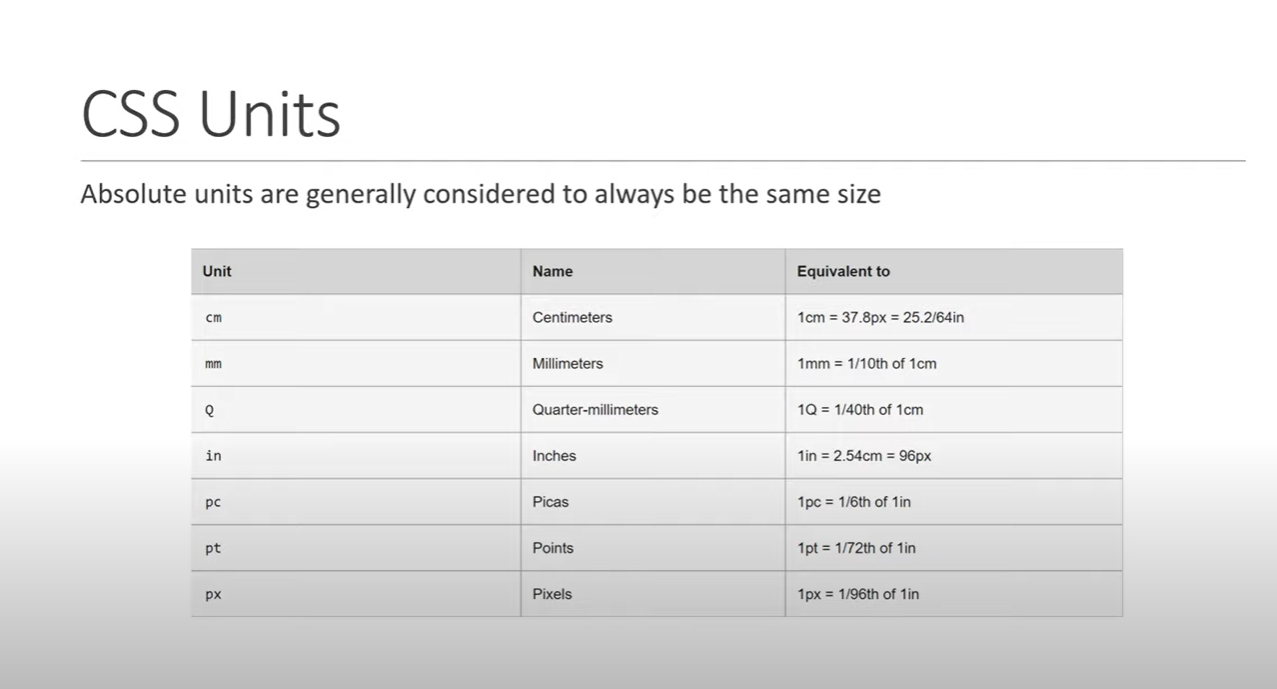 CSS Units
Absolute units are generally considered to always be the same size
Unit Name Equivalent to
cm Centimeters 1cm = 37.8px = 25.2/64in
mm Millimeters 1mm = 1/10th of 1cm
Q Quarter-millimeters 1Q = 1/40th of 1cm
in Inches 1in = 2.54cm = 96px
pc Picas 1pc = 1/6th of 1in
pt Points 1pt = 1/72th of 1in
px Pixels 1px = 1/96th of 1in